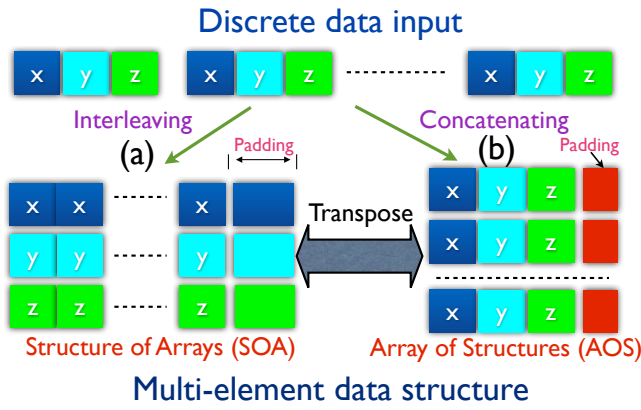 Discrete data input
x y z x y z x y z
Interleaving Concatenating
(a) Padding (b) Padding
x x x x y z
Transpose
y y y x y z
z z z x y z
Structure of Arrays (SOA) Array of Structures (AOS)
Multi-element data structure